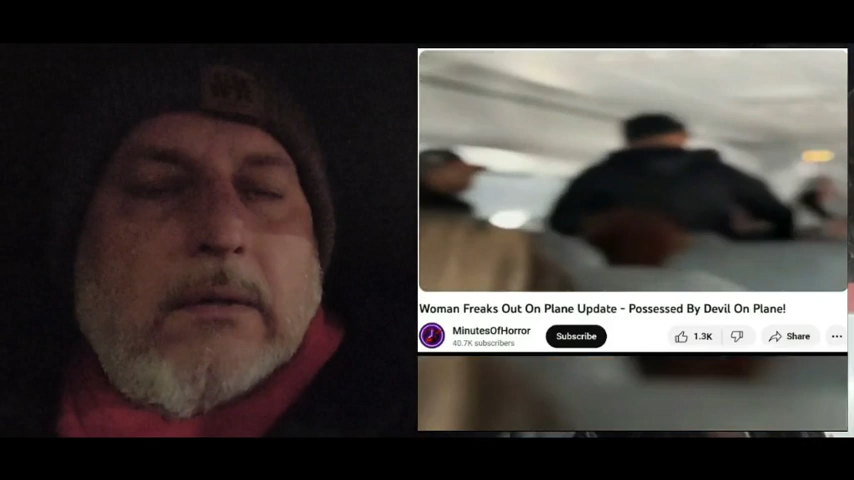 Woman Freaks Out On Plane Update - Possessed By Devil On Plane!
MinutesOfHorror
40.7K subscribers
Subscribe
1.3K
Share